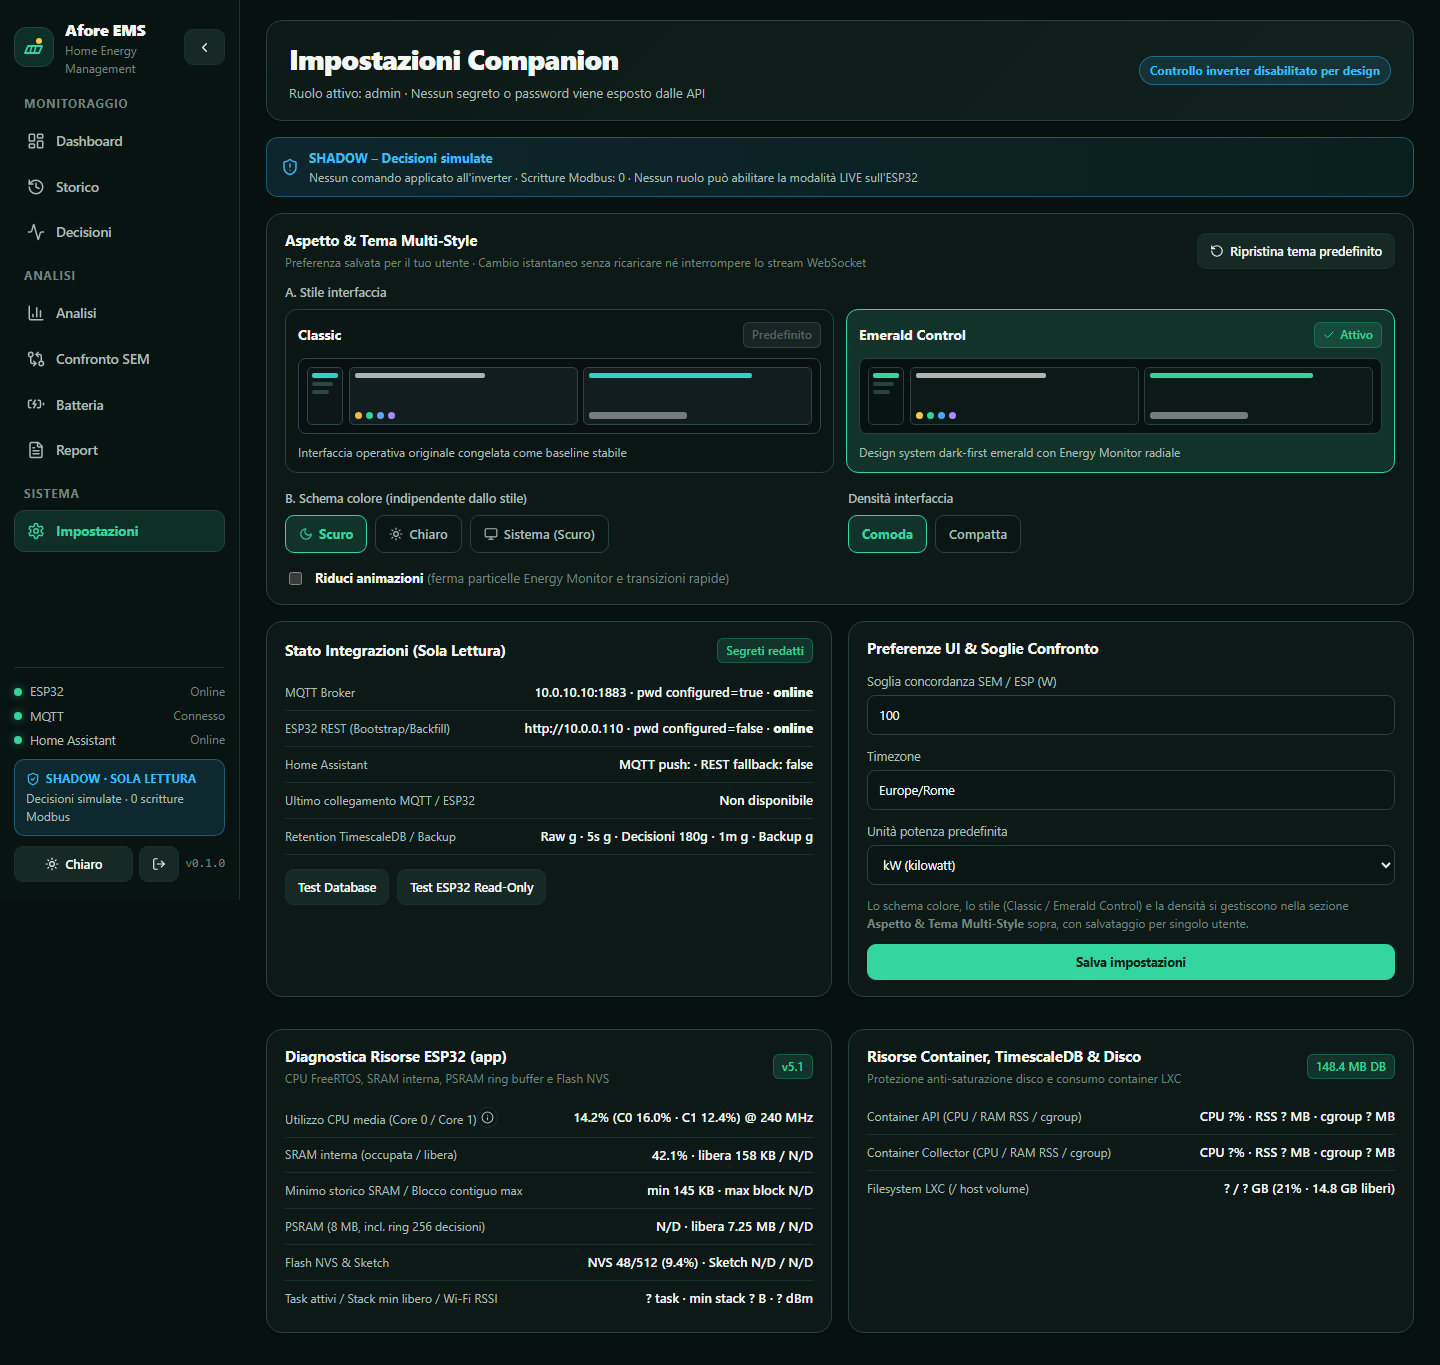 Afore EMS
Home Energy
Management
MONITORAGGIO
Dashboard
Storico
Decisioni
ANALISI
Analisi
Confronto SEM
Batteria
Report
SISTEMA
Impostazioni
ESP32 Online
MQTT Connesso
Home Assistant Online
SHADOW · SOLA LETTURA
Decisioni simulate · 0 scritture
Modbus
Chiaro
v0.1.0
Impostazioni Companion
Ruolo attivo: admin · Nessun segreto o password viene esposto dalle API
Controllo inverter disabilitato per design
SHADOW – Decisioni simulate
Nessun comando applicato all'inverter · Scritture Modbus: 0 · Nessun ruolo può abilitare la modalità LIVE sull'ESP32
Aspetto & Tema Multi-Style
Preferenza salvata per il tuo utente · Cambio istantaneo senza ricaricare né interrompere lo stream WebSocket
Ripristina tema predefinito
A. Stile interfaccia
Classic
Predefinito
Interfaccia operativa originale congelata come baseline stabile
Emerald Control
Attivo
Design system dark-first emerald con Energy Monitor radiale
B. Schema colore (indipendente dallo stile)
Scuro
Chiaro
Sistema (Scuro)
Densità interfaccia
Comoda
Compatta
Riduci animazioni (ferma particelle Energy Monitor e transizioni rapide)
Stato Integrazioni (Sola Lettura)
Segreti redatti
MQTT Broker 10.0.10.10:1883 · pwd configured=true · online
ESP32 REST (Bootstrap/Backfill) http://10.0.0.110 · pwd configured=false · online
Home Assistant MQTT push: · REST fallback: false
Ultimo collegamento MQTT / ESP32 Non disponibile
Retention TimescaleDB / Backup Raw g · 5s g · Decisioni 180g · 1m g · Backup g
Test Database
Test ESP32 Read-Only
Preferenze UI & Soglie Confronto
Soglia concordanza SEM / ESP (W)
100
Timezone
Europe/Rome
Unità potenza predefinita
kW (kilowatt)
Lo schema colore, lo stile (Classic / Emerald Control) e la densità si gestiscono nella sezione
Aspetto & Tema Multi-Style sopra, con salvataggio per singolo utente.
Salva impostazioni
Diagnostica Risorse ESP32 (app)
CPU FreeRTOS, SRAM interna, PSRAM ring buffer e Flash NVS
v5.1
Utilizzo CPU media (Core 0 / Core 1) 14.2% (C0 16.0% · C1 12.4%) @ 240 MHz
SRAM interna (occupata / libera) 42.1% · libera 158 KB / N/D
Minimo storico SRAM / Blocco contiguo max min 145 KB · max block N/D
PSRAM (8 MB, incl. ring 256 decisioni) N/D · libera 7.25 MB / N/D
Flash NVS & Sketch NVS 48/512 (9.4%) · Sketch N/D / N/D
Task attivi / Stack min libero / Wi-Fi RSSI ? task · min stack ? B · ? dBm
Risorse Container, TimescaleDB & Disco
Protezione anti-saturazione disco e consumo container LXC
148.4 MB DB
Container API (CPU / RAM RSS / cgroup) CPU ?% · RSS ? MB · cgroup ? MB
Container Collector (CPU / RAM RSS / cgroup) CPU ?% · RSS ? MB · cgroup ? MB
Filesystem LXC (/ host volume) ? / ? GB (21% · 14.8 GB liberi)